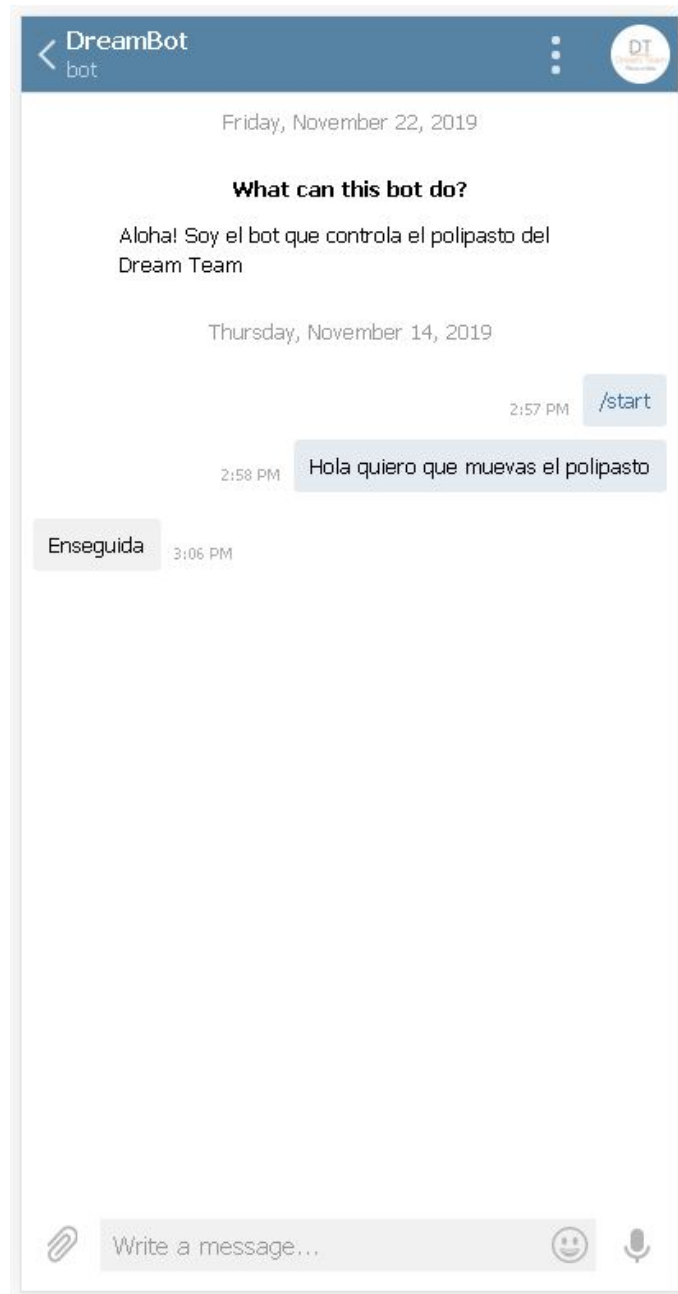 DreamBot
bot
DT
Friday, November 22, 2019
What can this bot do?
Aloha! Soy el bot que controla el polipasto del
Dream Team
Thursday, November 14, 2019
2:57 PM /start
2:58 PM Hola quiero que muevas el polipasto
Enseguida 3:06 PM
Write a message...